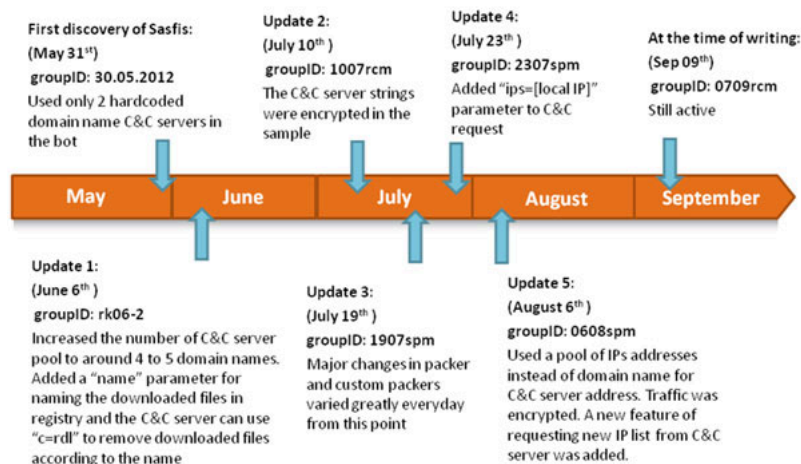 First discovery of Sasfis:
(May 31st)
groupID: 30.05.2012
Used only 2 hardcoded
domain name C&C servers in
the bot
Update 2:
(July 10th )
groupID: 1007rcm
The C&C server strings
were encrypted in the
sample
Update 4:
(July 23th )
groupID: 2307spm
Added “ips=[local IP]”
parameter to C&C
request
At the time of writing:
(Sep 09th)
groupID: 0709rcm
Still active
May
June
July
August
September
Update 1:
(June 6th )
groupID: rk06-2
Increased the number of C&C server
pool to around 4 to 5 domain names.
Added a “name” parameter for
naming the downloaded files in
registry and the C&C server can use
“c=rdl” to remove downloaded files
according to the name
Update 3:
(July 19th )
groupID: 1907spm
Major changes in packer
and custom packers
varied greatly everyday
from this point
Update 5:
(August 6th )
groupID: 0608spm
Used a pool of IPs addresses
instead of domain name for
C&C server address. Traffic was
encrypted. A new feature of
requesting new IP list from C&C
server was added.